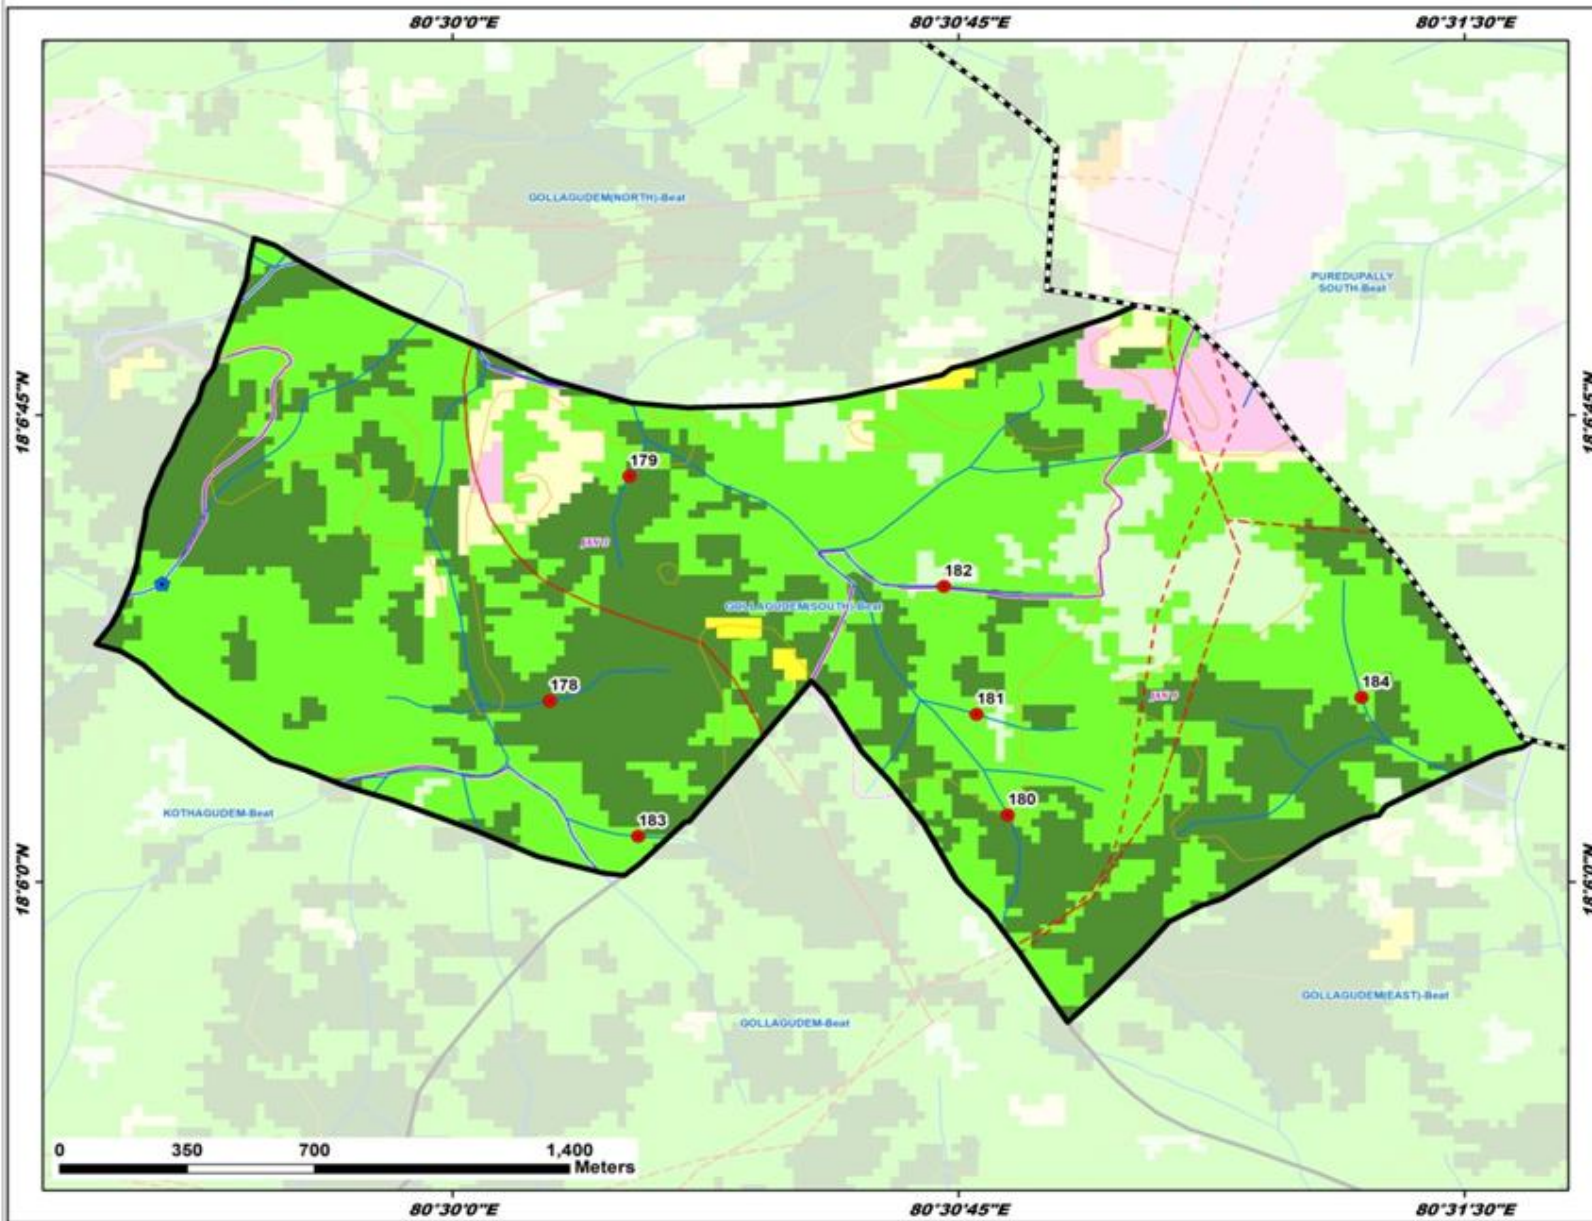 80°30'0"E
80°30'45"E
80°31'30"E
GOLLAGUDEM(NORTH)-Beat
PUREDUPALLY
SOUTH-Beat
18°6'45"N
18°6'45"N
179
182
GOLLAGUDEM(SOUTH)-Beat
178
181
184
180
KOTHAGUDEM-Beat
183
18°6'0"N
18°6'0"N
GOLLAGUDEM(EAST)-Beat
GOLLAGUDEM-Beat
0 350 700 1,400
Meters
80°30'0"E
80°30'45"E
80°31'30"E